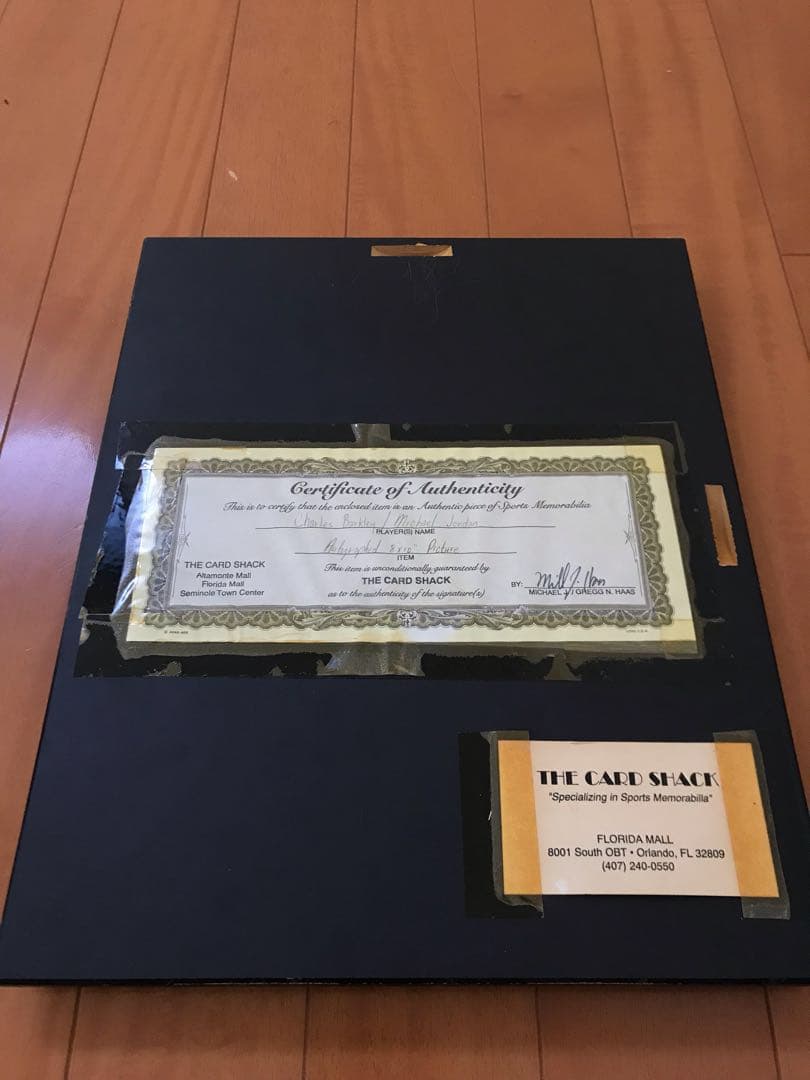 Certificate of Authenticity
This is to certify that the enclosed item is an Authentic piece of Sports Memorabilia
Charles Barkley / Michael Jordan
PLAYER(S) NAME
Autographed 8x10" Picture
ITEM
THE CARD SHACK
Altamonte Mall
Florida Mall
Seminole Town Center
This item is unconditionally guaranteed by
THE CARD SHACK
as to the authenticity of the signature(s)
BY:
MICHAEL J. / GREGG N. HAAS
THE CARD SHACK
"Specializing in Sports Memorabilia"
FLORIDA MALL
8001 South OBT • Orlando, FL 32809
(407) 240-0550